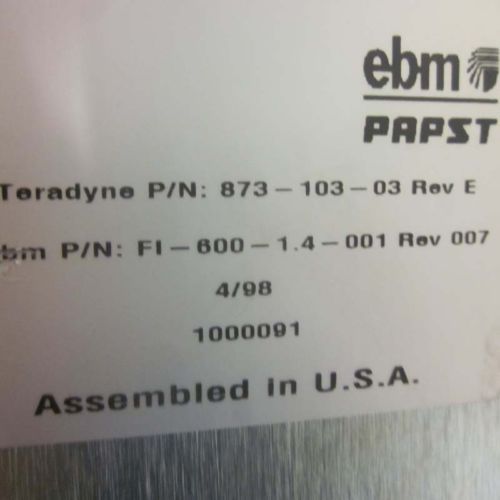 ebm
PAPST
Teradyne P/N: 873-103-03 Rev E
bm P/N: FI-600-1.4-001 Rev 007
4/98
1000091
Assembled in U.S.A.